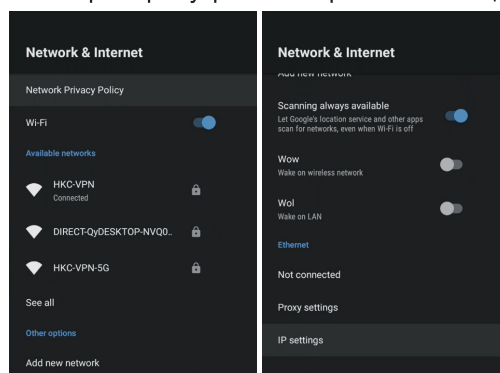 Network & Internet
Network Privacy Policy
Wi-Fi
Available networks
HKC-VPN
Connected
DIRECT-QyDESKTOP-NVQ0..
HKC-VPN-5G
See all
Other options
Add new network
Network & Internet
Add new network
Scanning always available
Let Google's location service and other apps
scan for networks, even when Wi-Fi is off
Wow
Wake on wireless network
Wol
Wake on LAN
Ethernet
Not connected
Proxy settings
IP settings